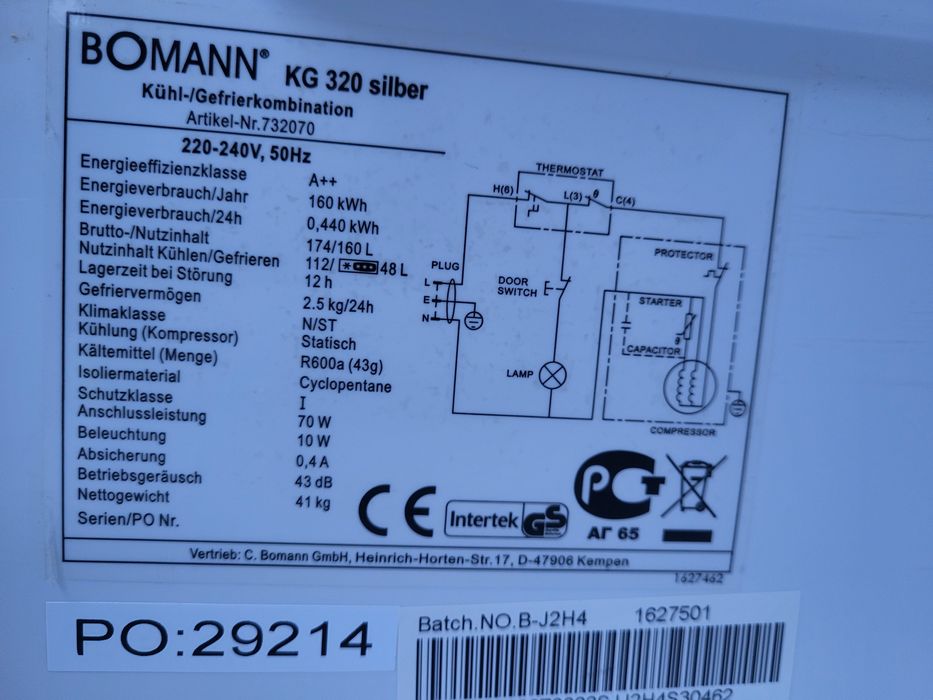 BOMANN® KG 320 silber
Kühl-/Gefrierkombination
Artikel-Nr.732070
220-240V, 50Hz
Energieeffizienzklasse A++
Energieverbrauch/Jahr 160 kWh
Energieverbrauch/24h 0,440 kWh
Brutto-/Nutzinhalt 174/160 L
Nutzinhalt Kühlen/Gefrieren 112/ 48 L
Lagerzeit bei Störung 12 h
Gefriervermögen 2.5 kg/24h
Klimaklasse N/ST
Kühlung (Kompressor) Statisch
Kältemittel (Menge) R600a (43g)
Isoliermaterial Cyclopentane
Schutzklasse I
Anschlussleistung 70 W
Beleuchtung 10 W
Absicherung 0,4 A
Betriebsgeräusch 43 dB
Nettogewicht 41 kg
Serien/PO Nr.
THERMOSTAT
H(6) L(3) θ C(4)
PROTECTOR
PLUG
L
E
N
DOOR
SWITCH
STARTER
θ
CAPACITOR
LAMP
COMPRESSOR
CE
Intertek GS
PCT
АГ 65
Vertrieb: C. Bomann GmbH, Heinrich-Horten-Str. 17, D-47906 Kempen
1627462
PO:29214
Batch.NO.B-J2H4 1627501